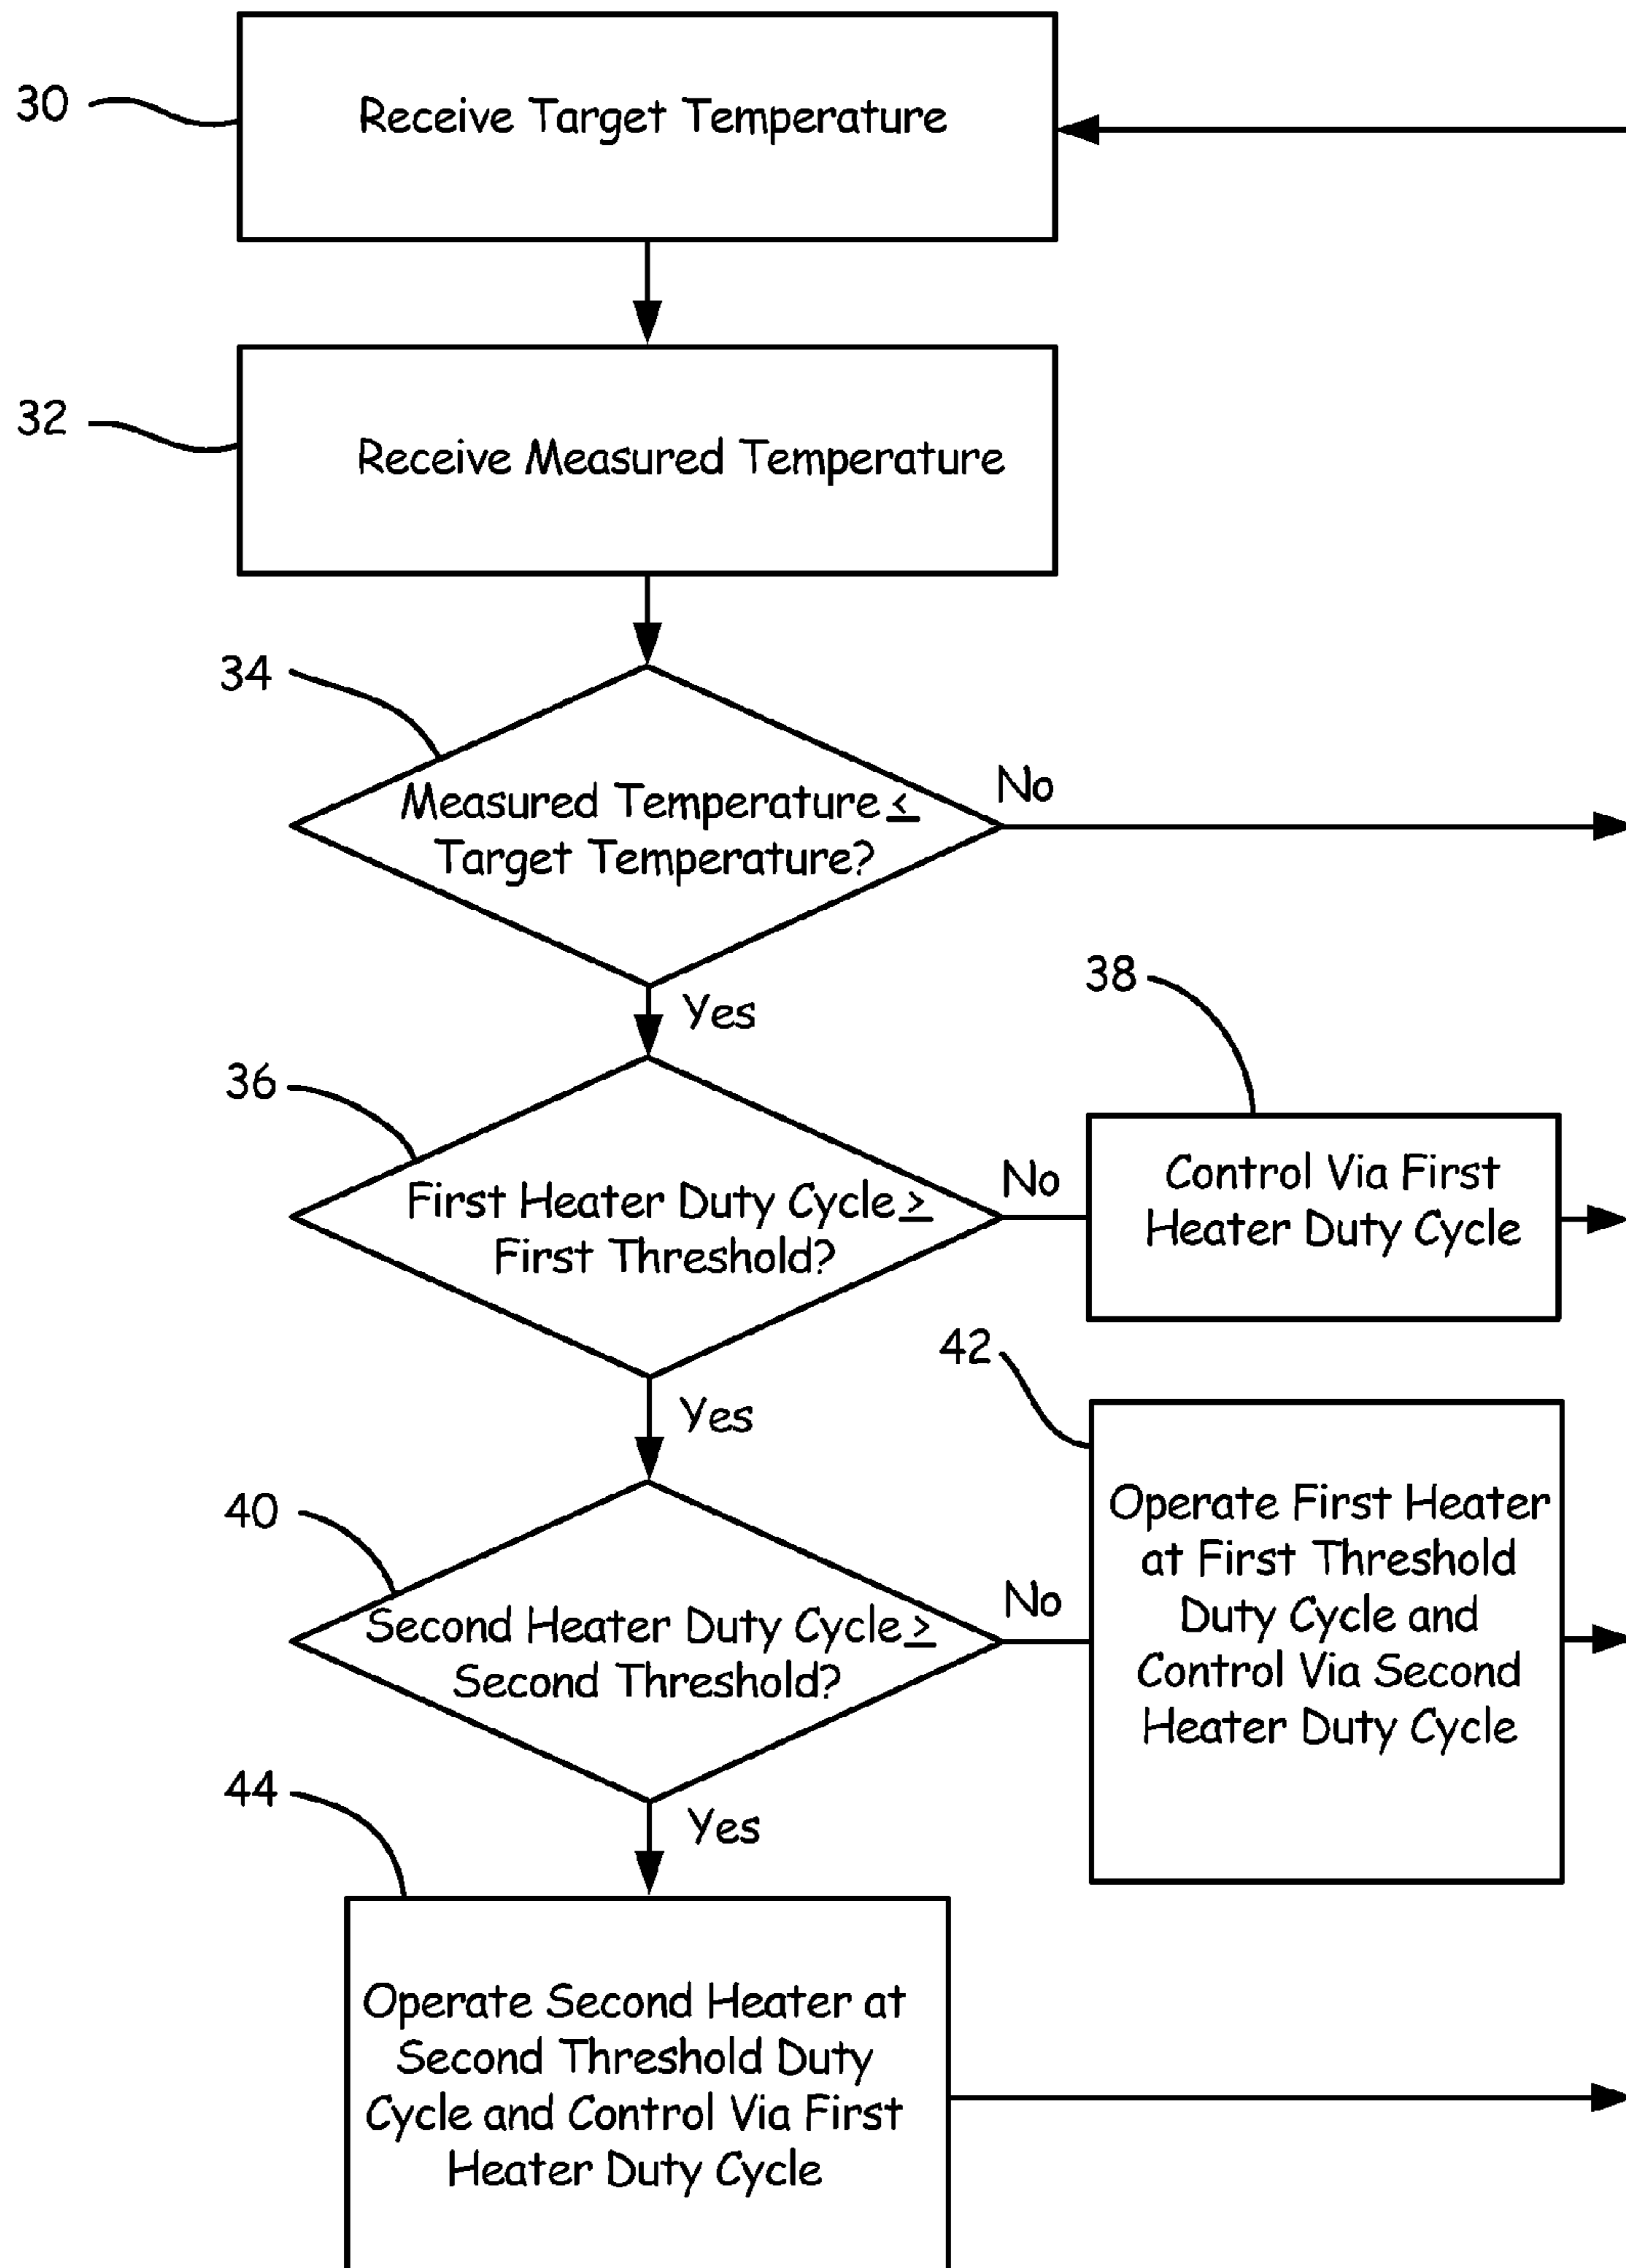 30
Receive Target Temperature
32
Receive Measured Temperature
34
Measured Temperature ≤
Target Temperature?
No
Yes
38
36
First Heater Duty Cycle ≥
First Threshold?
No
Control Via First
Heater Duty Cycle
Yes
42
40
Second Heater Duty Cycle ≥
Second Threshold?
No
Operate First Heater
at First Threshold
Duty Cycle and
Control Via Second
Heater Duty Cycle
Yes
44
Operate Second Heater at
Second Threshold Duty
Cycle and Control Via First
Heater Duty Cycle